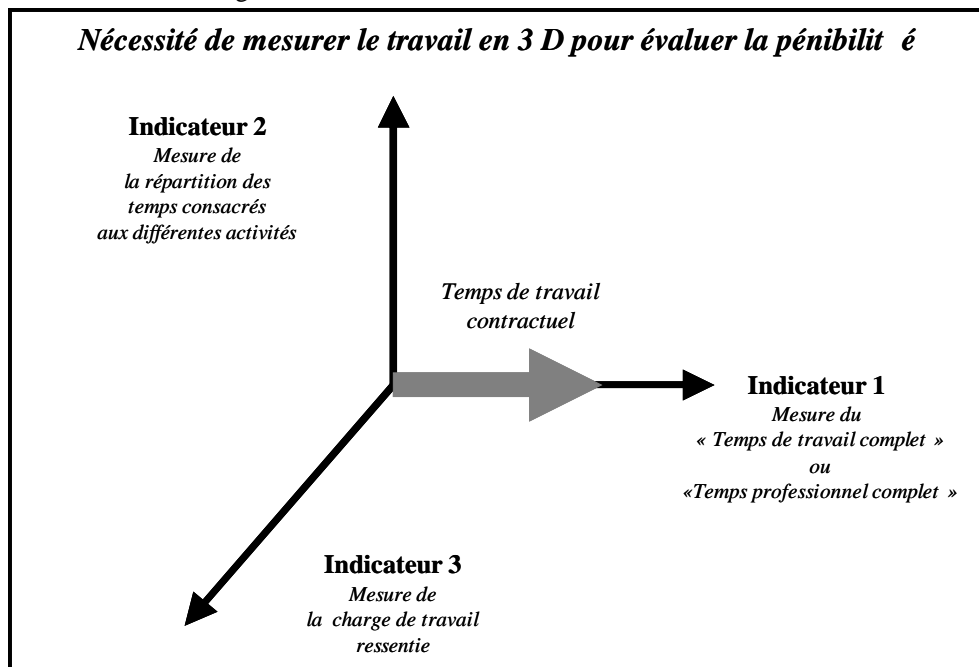 Nécessité de mesurer le travail en 3 D pour évaluer la pénibilit é
Indicateur 2
Mesure de
la répartition des
temps consacrés
aux différentes activités
Temps de travail
contractuel
Indicateur 1
Mesure du
« Temps de travail complet »
ou
«Temps professionnel complet »
Indicateur 3
Mesure de
la charge de travail
ressentie